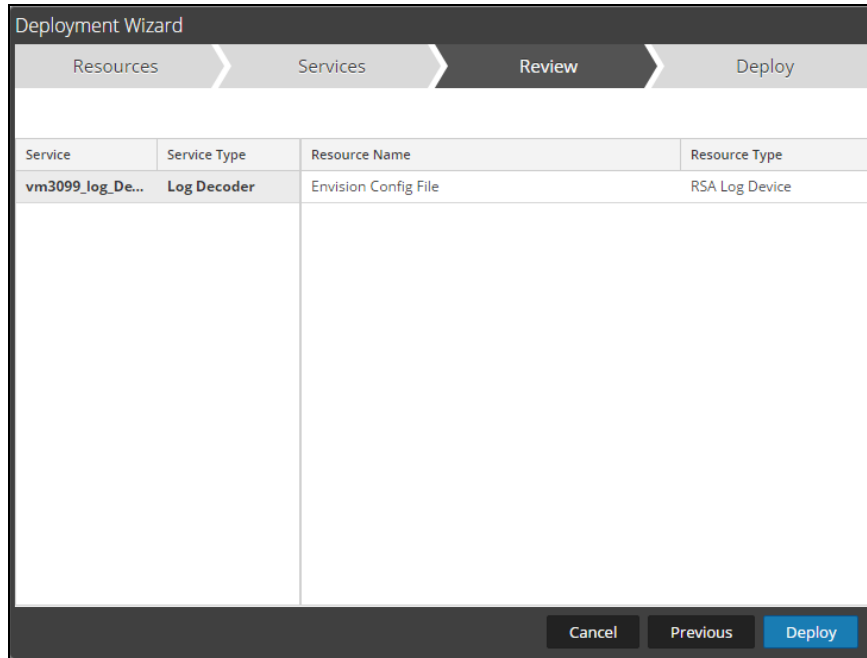 Deployment Wizard
Resources Services Review Deploy
Service Service Type Resource Name Resource Type
vm3099_log_De... Log Decoder Envision Config File RSA Log Device
Cancel Previous Deploy